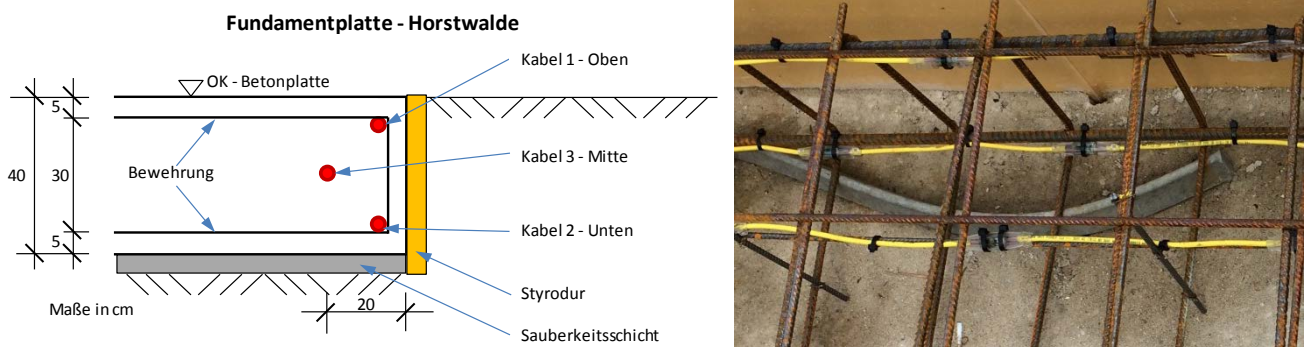 Fundamentplatte - Horstwalde
Kabel 1 - Oben
OK - Betonplatte
5
40
30
Bewehrung
Kabel 3 - Mitte
5
Kabel 2 - Unten
Maße in cm
20
Styrodur
Sauberkeitsschicht